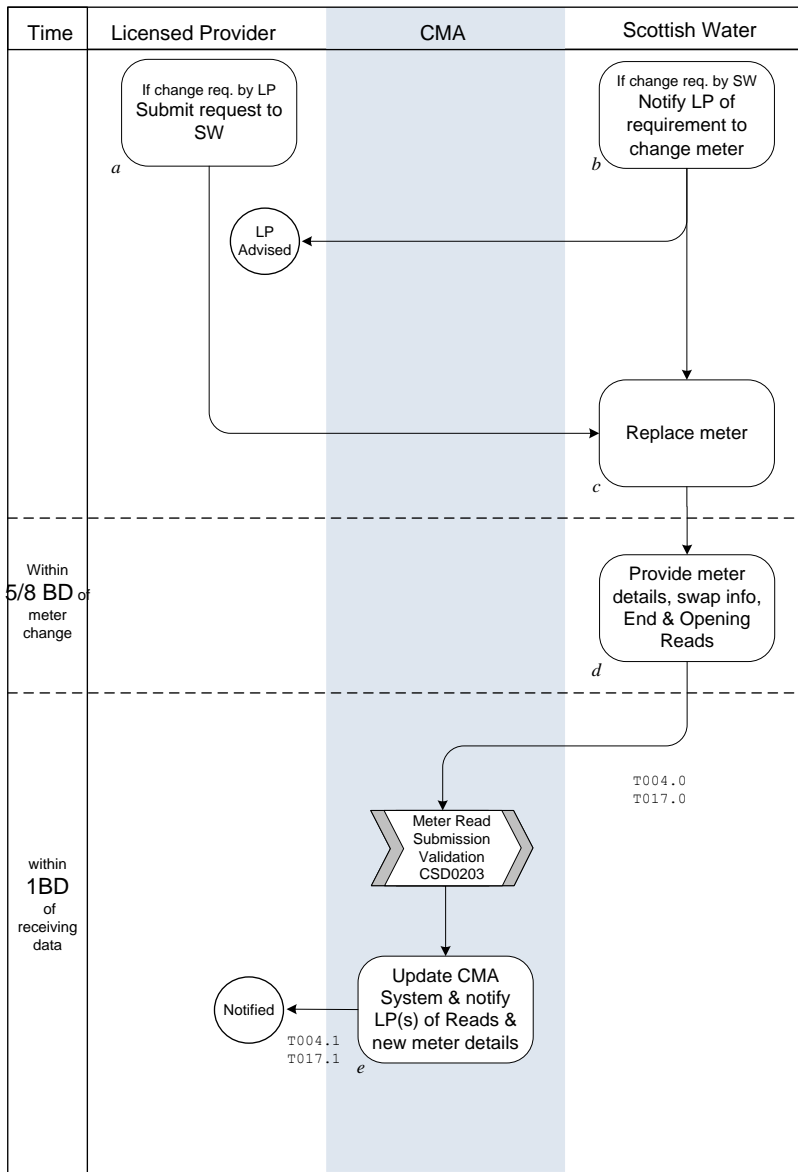 Time
Licensed Provider
CMA
Scottish Water
If change req. by LP
Submit request to
SW
a
If change req. by SW
Notify LP of
requirement to
change meter
b
LP
Advised
Replace meter
c
Within
5/8 BD of
meter
change
Provide meter
details, swap info,
End & Opening
Reads
d
T004.0
T017.0
within
1BD
of
receiving
data
Meter Read
Submission
Validation
CSD0203
Update CMA
System & notify
LP(s) of Reads &
new meter details
e
Notified
T004.1
T017.1